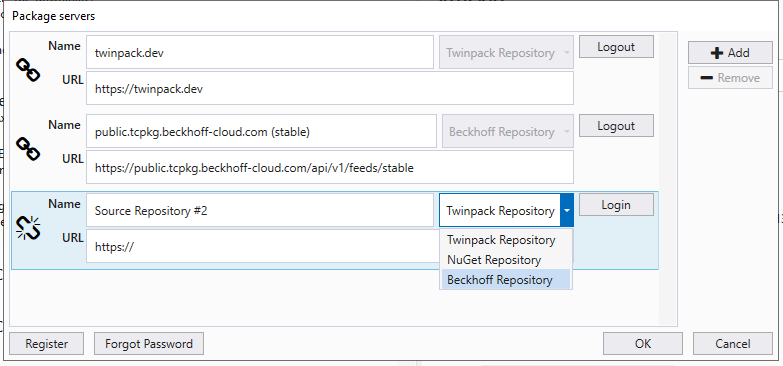 Package servers
Name twinpack.dev Twinpack Repository Logout
URL https://twinpack.dev
Name public.tcpkg.beckhoff-cloud.com (stable) Beckhoff Repository Logout
URL https://public.tcpkg.beckhoff-cloud.com/api/v1/feeds/stable
Name Source Repository #2 Twinpack Repository Login
URL https://
Twinpack Repository
NuGet Repository
Beckhoff Repository
Add
Remove
Register Forgot Password OK Cancel